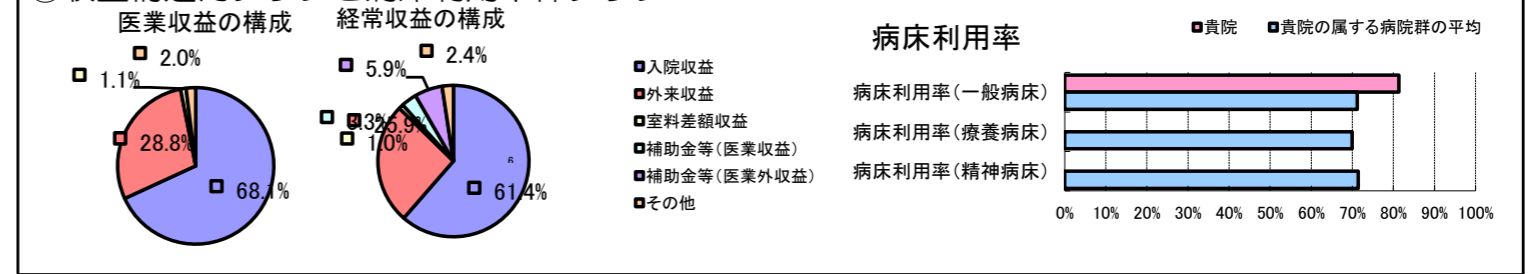 医業収益の構成
2.0%
1.1%
28.8%
68.1%
経常収益の構成
2.4%
5.9%
3.3%
25.9%
1.0%
61.4%
入院収益
外来収益
室料差額収益
補助金等(医業収益)
補助金等(医業外収益)
その他
病床利用率
貴院 貴院の属する病院群の平均
病床利用率(一般病床)
病床利用率(療養病床)
病床利用率(精神病床)
0% 10% 20% 30% 40% 50% 60% 70% 80% 90% 100%